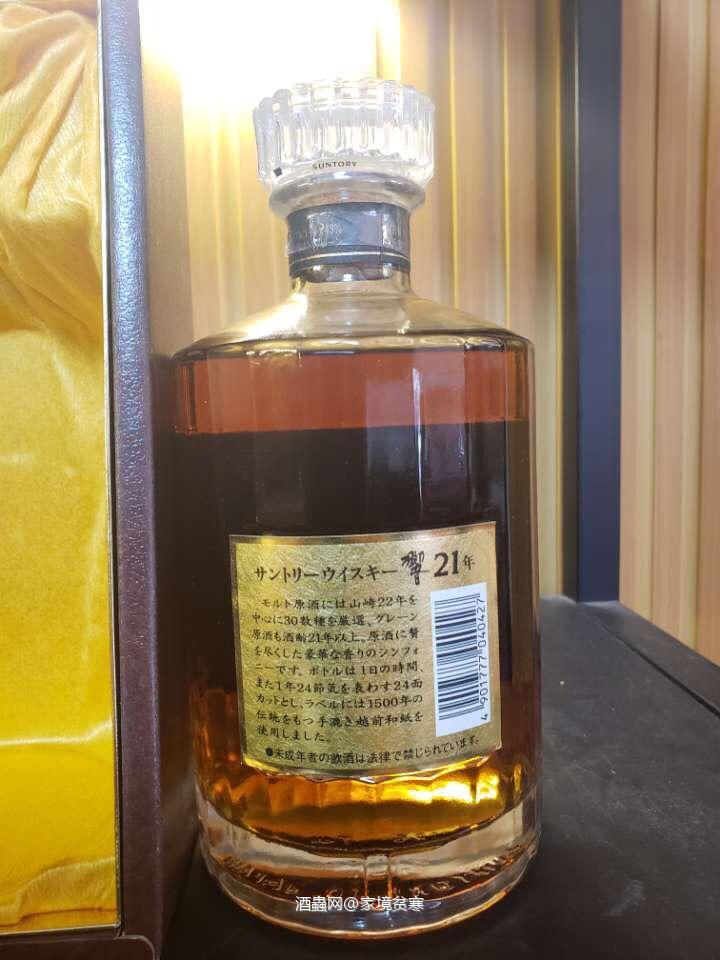 SUNTORY
43%
サントリーウイスキー 響 21年
モルト原酒には山崎22年を
中心に30数種を厳選、グレーン
原酒も酒齢21年以上。原酒に贅
を尽くした豪華な香りのシンフォ
ニーです。ボトルは1日の時間、
また1年24節気を表わす24面
カットとし、ラベルには1500年の
伝統をもつ手漉き越前和紙を
使用しました。
●未成年者の飲酒は法律で禁じられています。
4 901777 040427
酒蟲网@家境贫寒